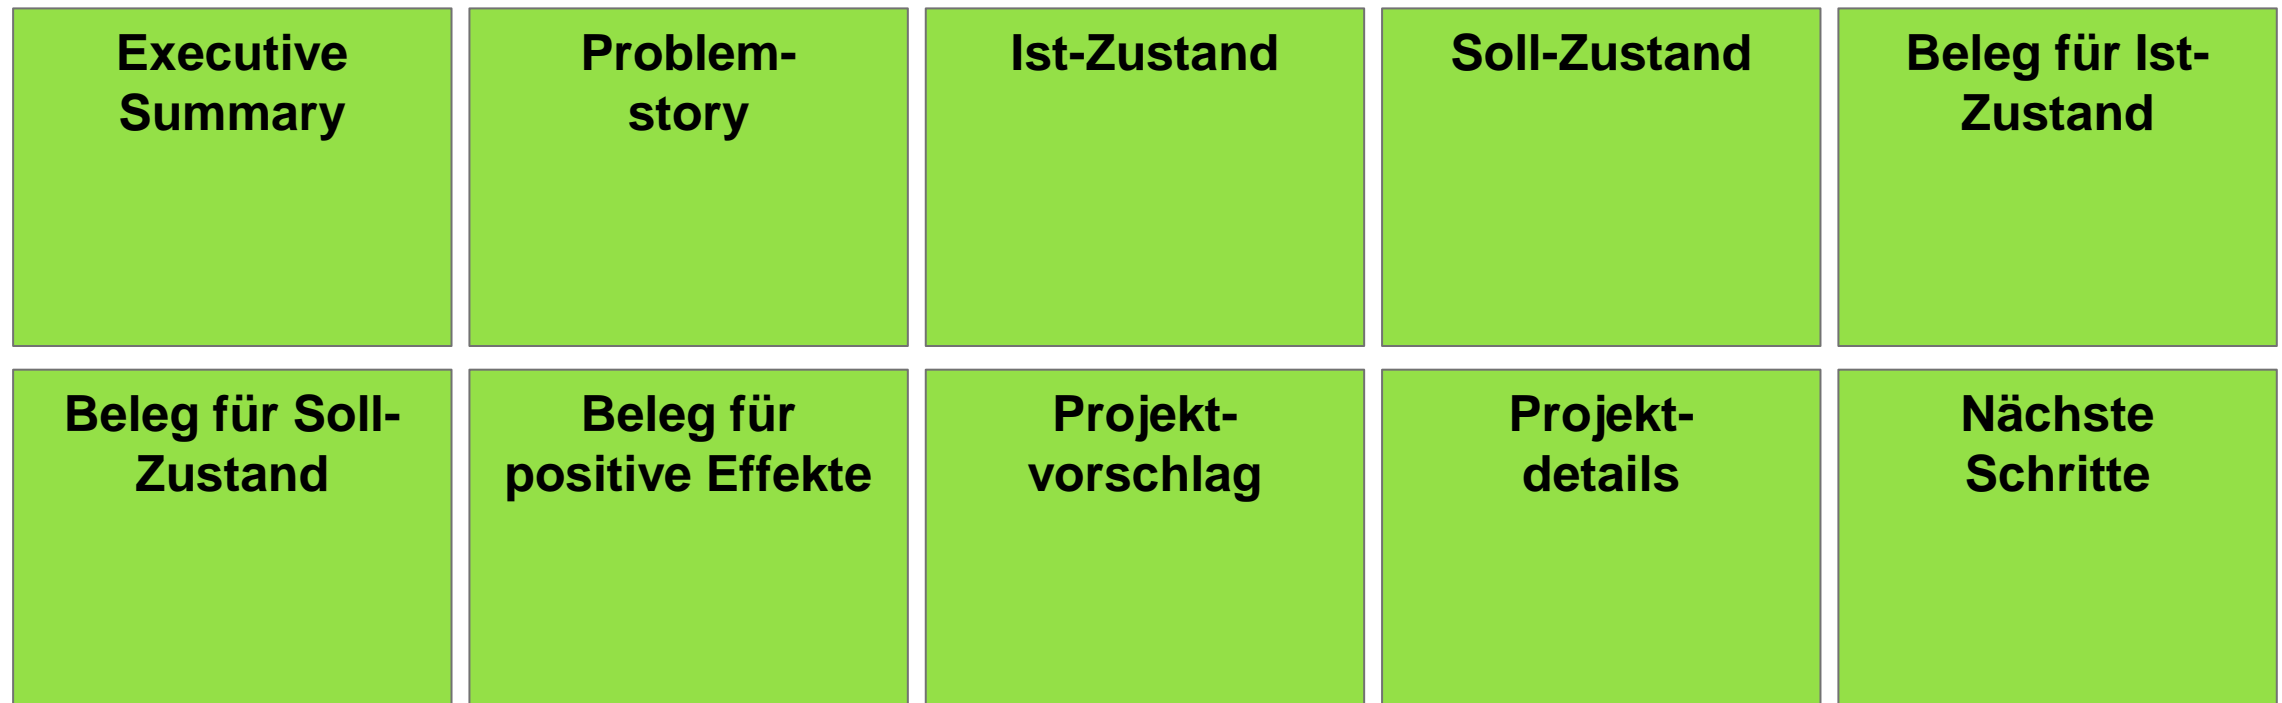 Executive
Summary
Problem-
story
Ist-Zustand
Soll-Zustand
Beleg für Ist-
Zustand
Beleg für Soll-
Zustand
Beleg für
positive Effekte
Projekt-
vorschlag
Projekt-
details
Nächste
Schritte